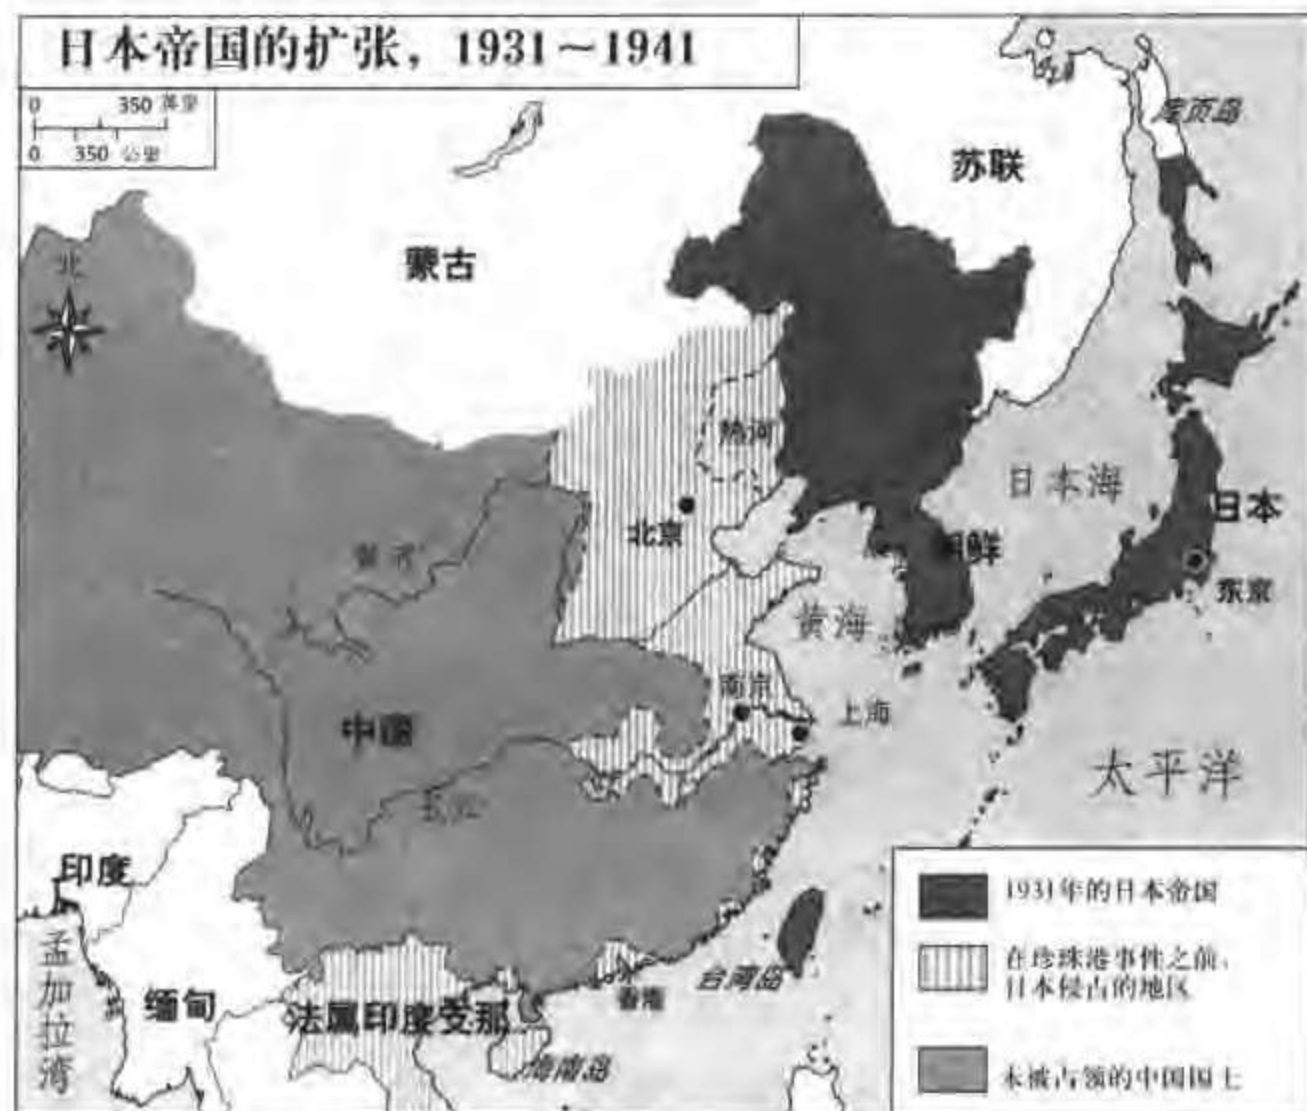 日本帝国的扩张，1931～1941
0 350 英里
0 350 公里
北
库页岛
苏联
蒙古
热河
日本海
北京
日本
朝鲜
东京
黄河
黄海
南京
上海
中国
太平洋
长江
印度
1931年的日本帝国
在珍珠港事件之前，
日本侵占的地区
孟加拉湾
台湾岛
香港
缅甸
法属印度支那
海南岛
未被占领的中国国土